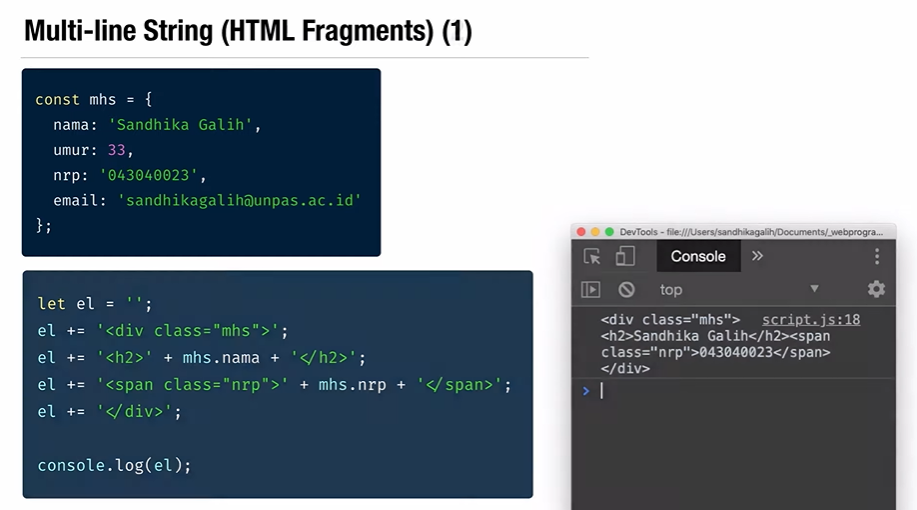 Multi-line String (HTML Fragments) (1)
const mhs = {
  nama: 'Sandhika Galih',
  umur: 33,
  nrp: '043040023',
  email: 'sandhikagalih@unpas.ac.id'
};
let el = '';
el += '<div class="mhs">';
el += '<h2>' + mhs.nama + '</h2>';
el += '<span class="nrp">' + mhs.nrp + '</span>';
el += '</div>';
console.log(el);
DevTools - file:///Users/sandhikagalih/Documents/_webprogra...
Console »
top
<div class="mhs"> script.js:18
<h2>Sandhika Galih</h2><span
class="nrp">043040023</span>
</div>